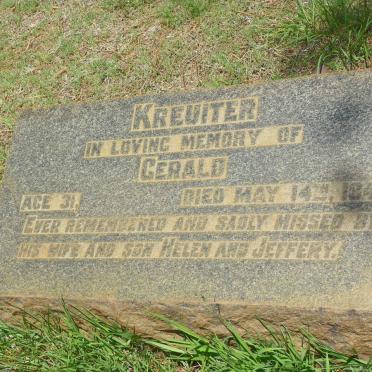 KREUITER
IN LOVING MEMORY OF
GERALD
AGE 31. DIED MAY 14TH,
EVER REMEMBERED AND SADLY MISSED BY
HIS WIFE AND SON HELEN AND JEFFERY.